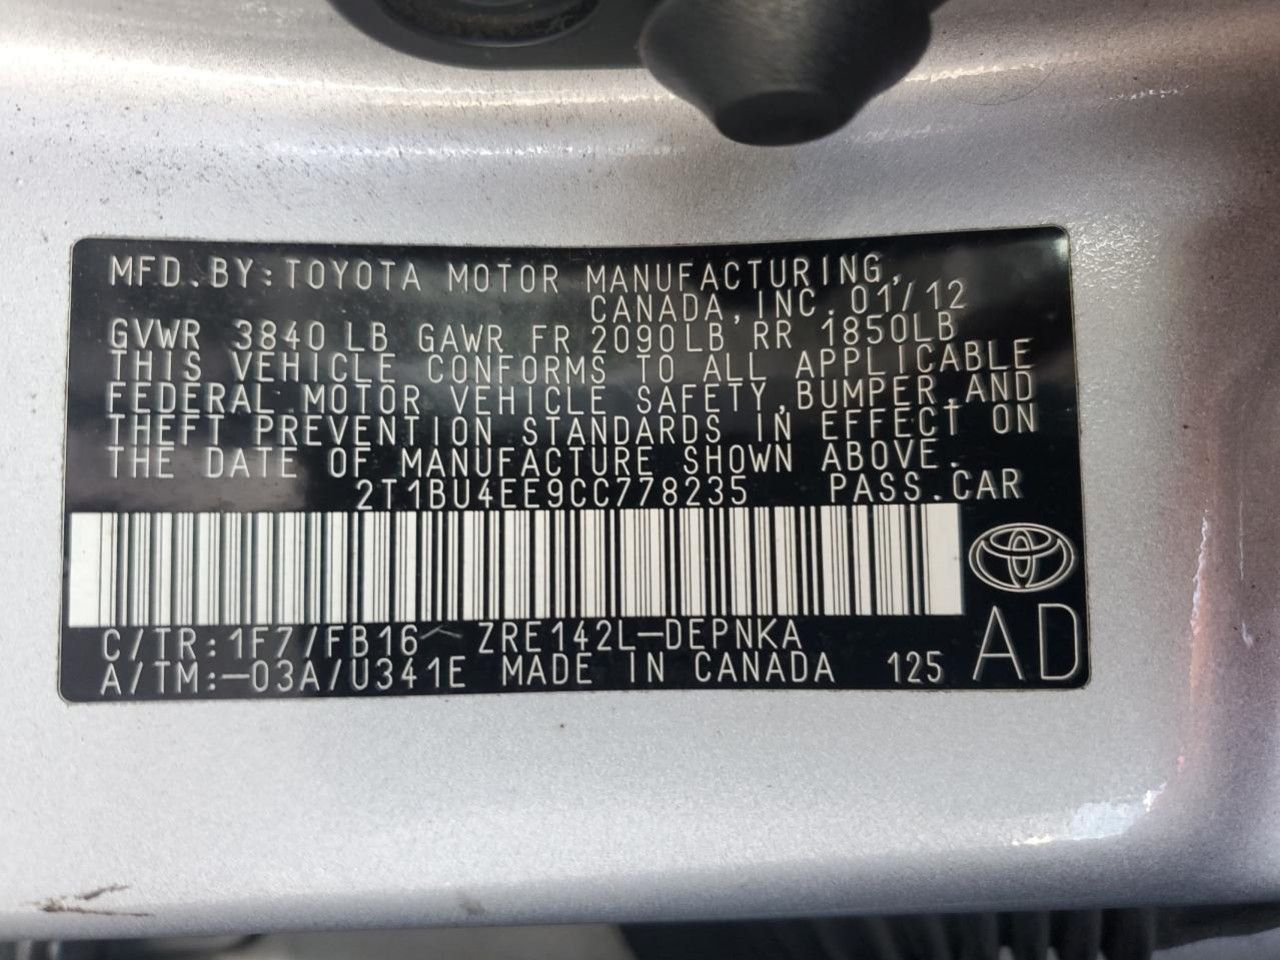 MFD.BY:TOYOTA MOTOR MANUFACTURING,
CANADA,INC.01/12
GVWR 3840LB GAWR FR 2090LB RR 1850LB
THIS VEHICLE CONFORMS TO ALL APPLICABLE
FEDERAL MOTOR VEHICLE SAFETY,BUMPER,AND
THEFT PREVENTION STANDARDS IN EFFECT ON
THE DATE OF MANUFACTURE SHOWN ABOVE.
2T1BU4EE9CC778235 PASS.CAR
C/TR:1F7/FB16 ZRE142L-DEPNKA
A/TM:-03A/U341E MADE IN CANADA 125
AD